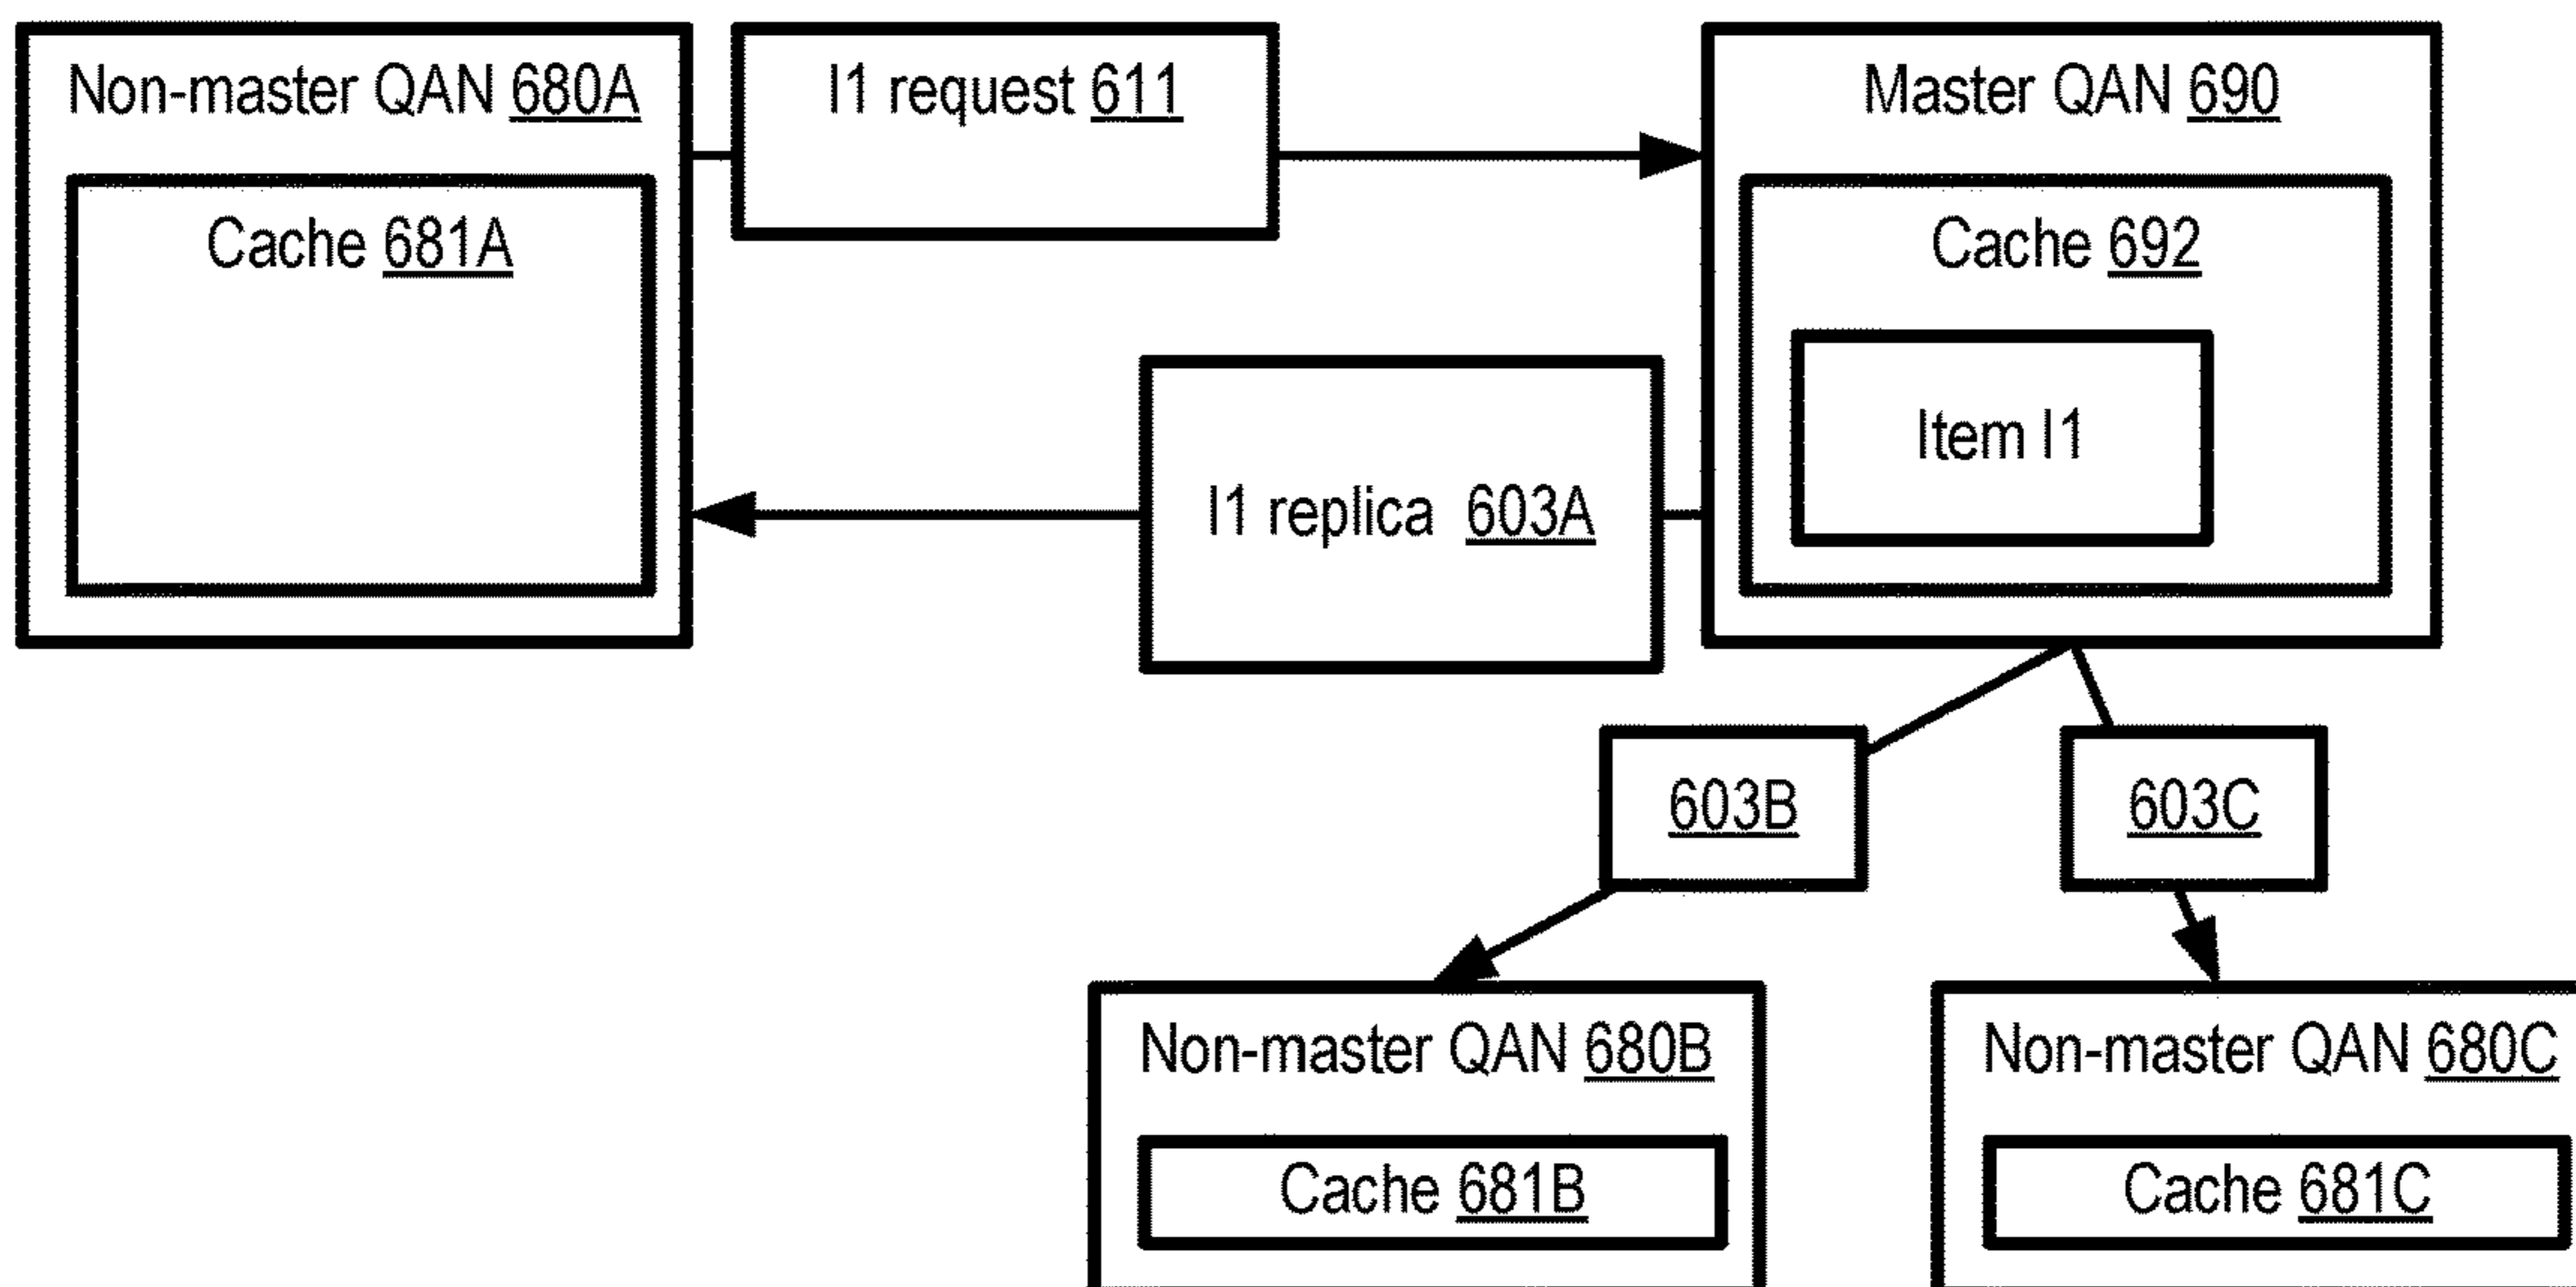 Non-master QAN 680A
I1 request 611
Master QAN 690
Cache 681A
Cache 692
Item I1
I1 replica 603A
603B
603C
Non-master QAN 680B
Non-master QAN 680C
Cache 681B
Cache 681C